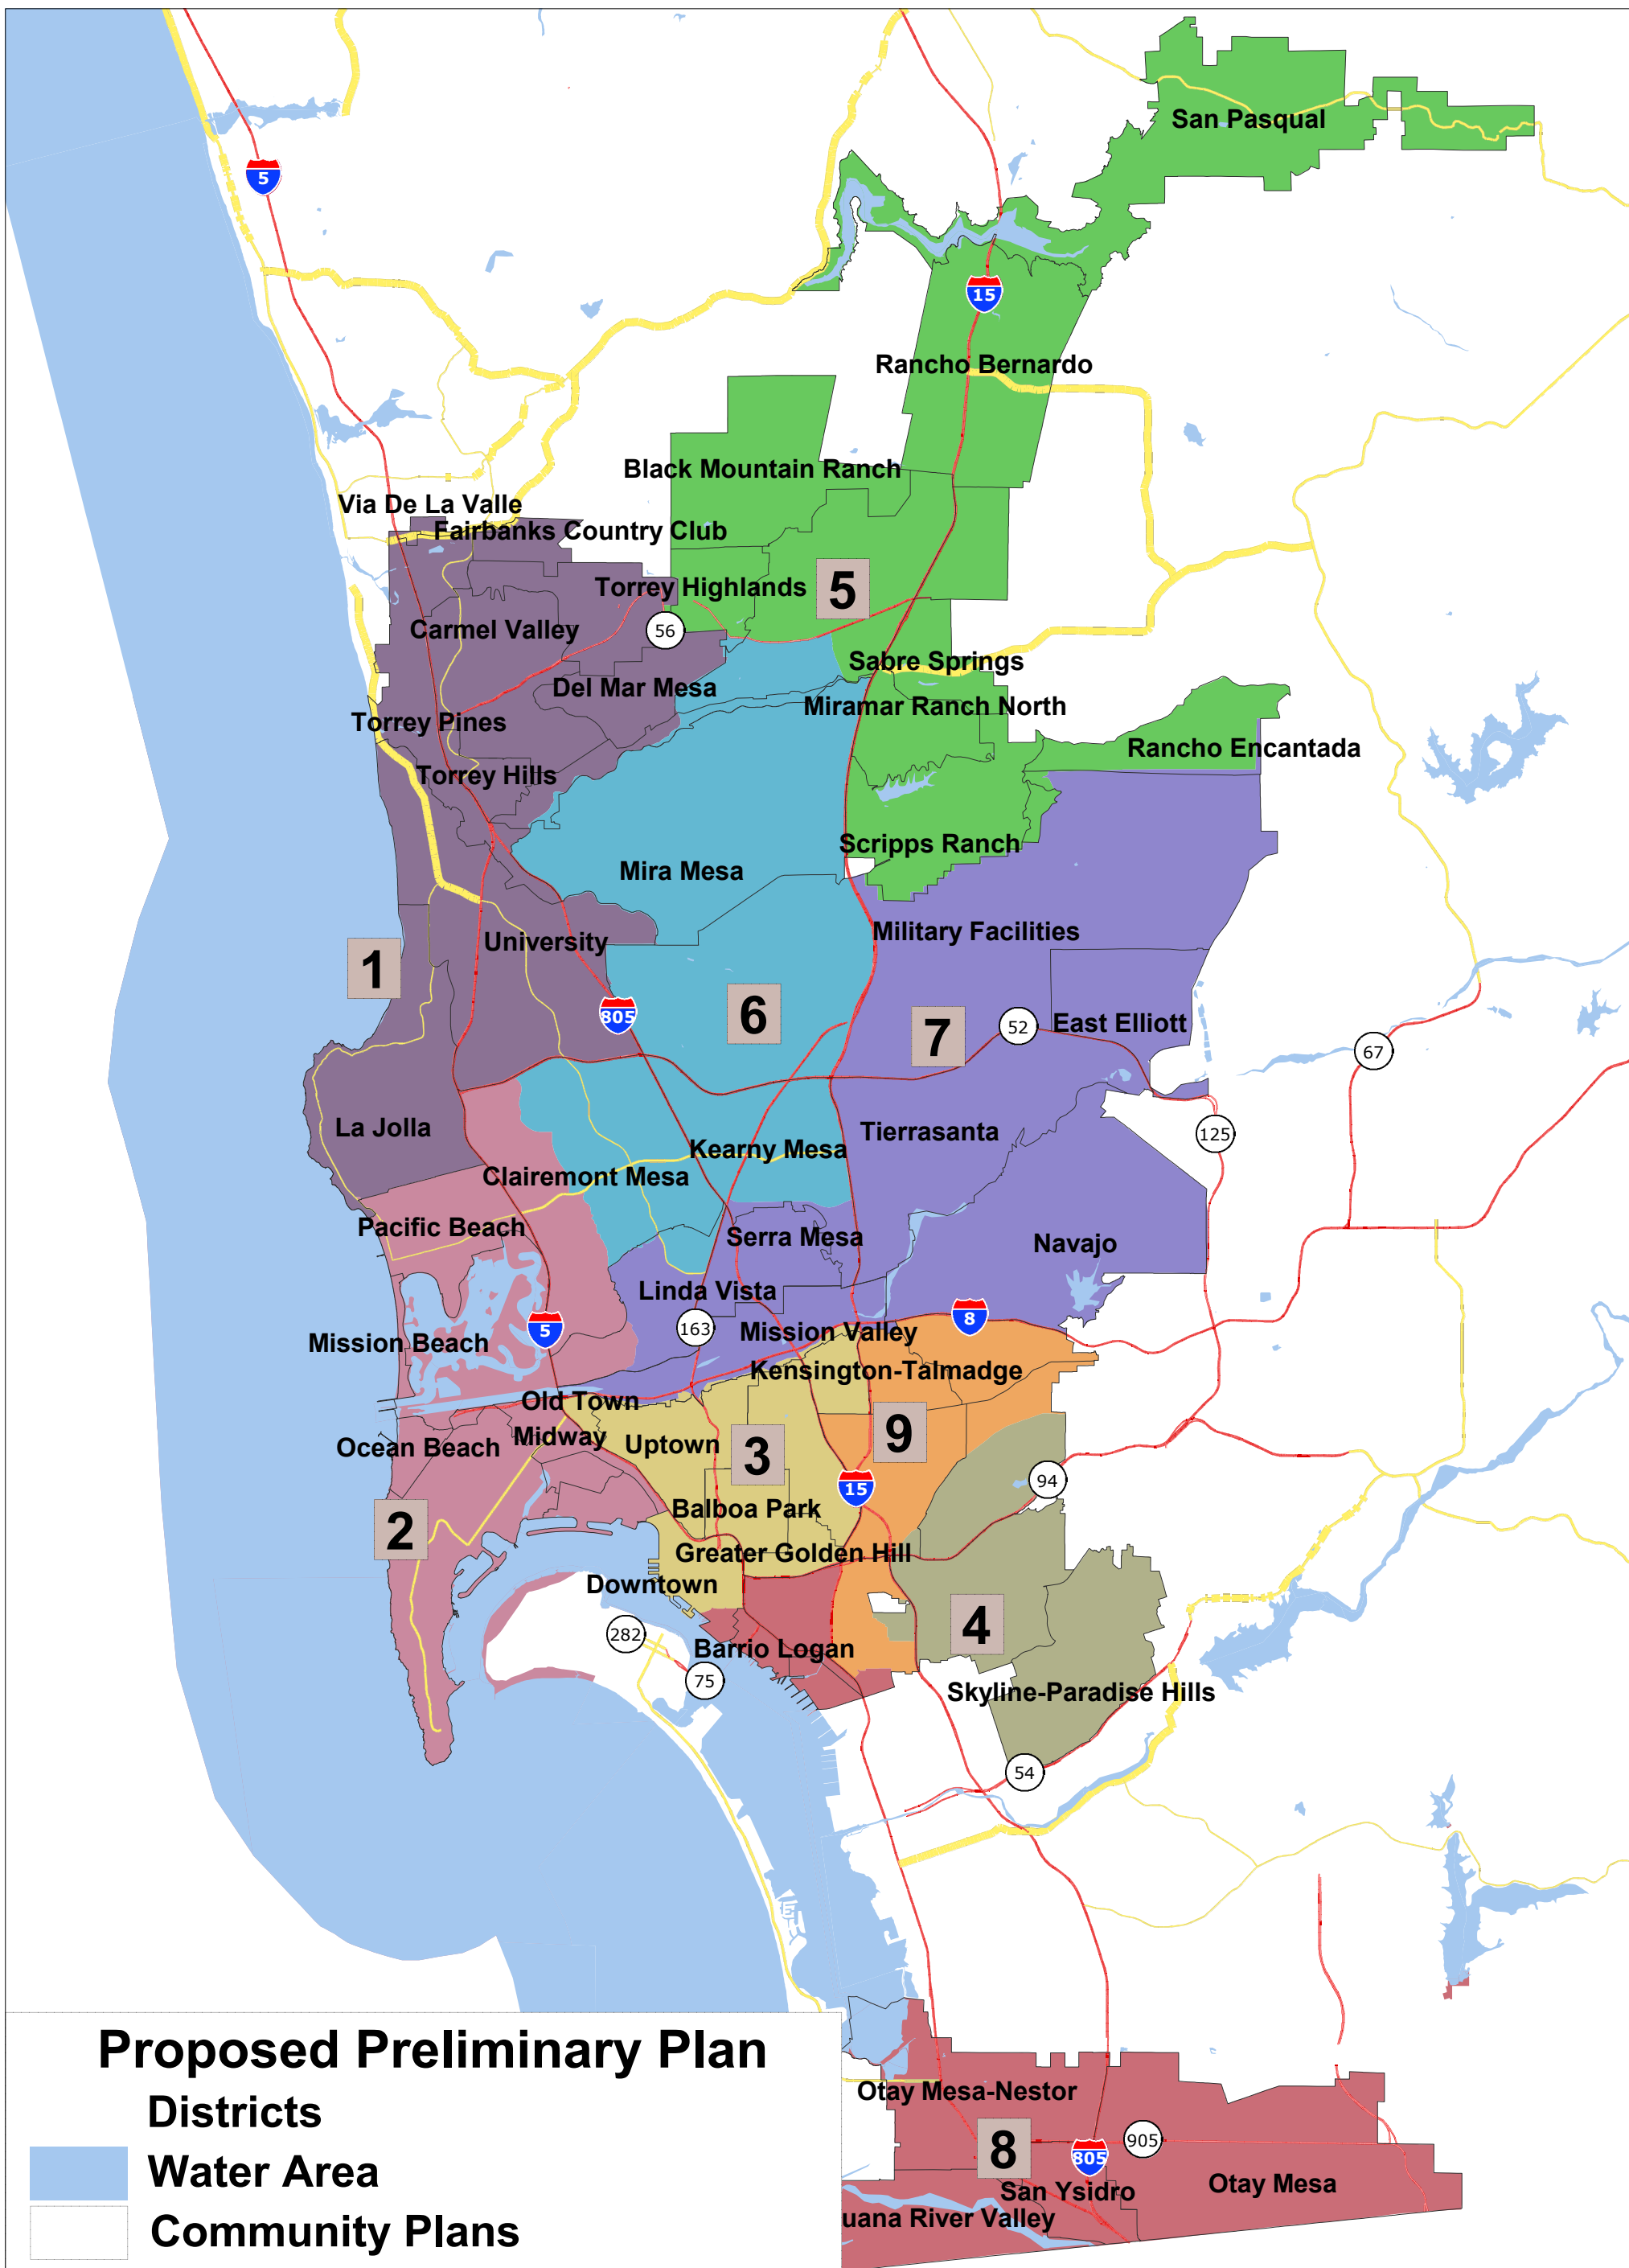 San Pasqual
5
15
Rancho Bernardo
Black Mountain Ranch
Via De La Valle
Fairbanks Country Club
Torrey Highlands
5
Carmel Valley
56
Sabre Springs
Del Mar Mesa
Miramar Ranch North
Torrey Pines
Rancho Encantada
Torrey Hills
Scripps Ranch
Mira Mesa
Military Facilities
University
1
805
6
7
52
East Elliott
67
La Jolla
Tierrasanta
125
Kearny Mesa
Clairemont Mesa
Pacific Beach
Serra Mesa
Navajo
Linda Vista
8
5
163
Mission Valley
Mission Beach
Kensington-Talmadge
Old Town
Midway
Uptown
Ocean Beach
3
9
94
15
Balboa Park
2
Greater Golden Hill
Downtown
4
282
Barrio Logan
75
Skyline-Paradise Hills
54
Proposed Preliminary Plan
Districts
Water Area
Community Plans
Otay Mesa-Nestor
8
905
805
Otay Mesa
San Ysidro
uana River Valley